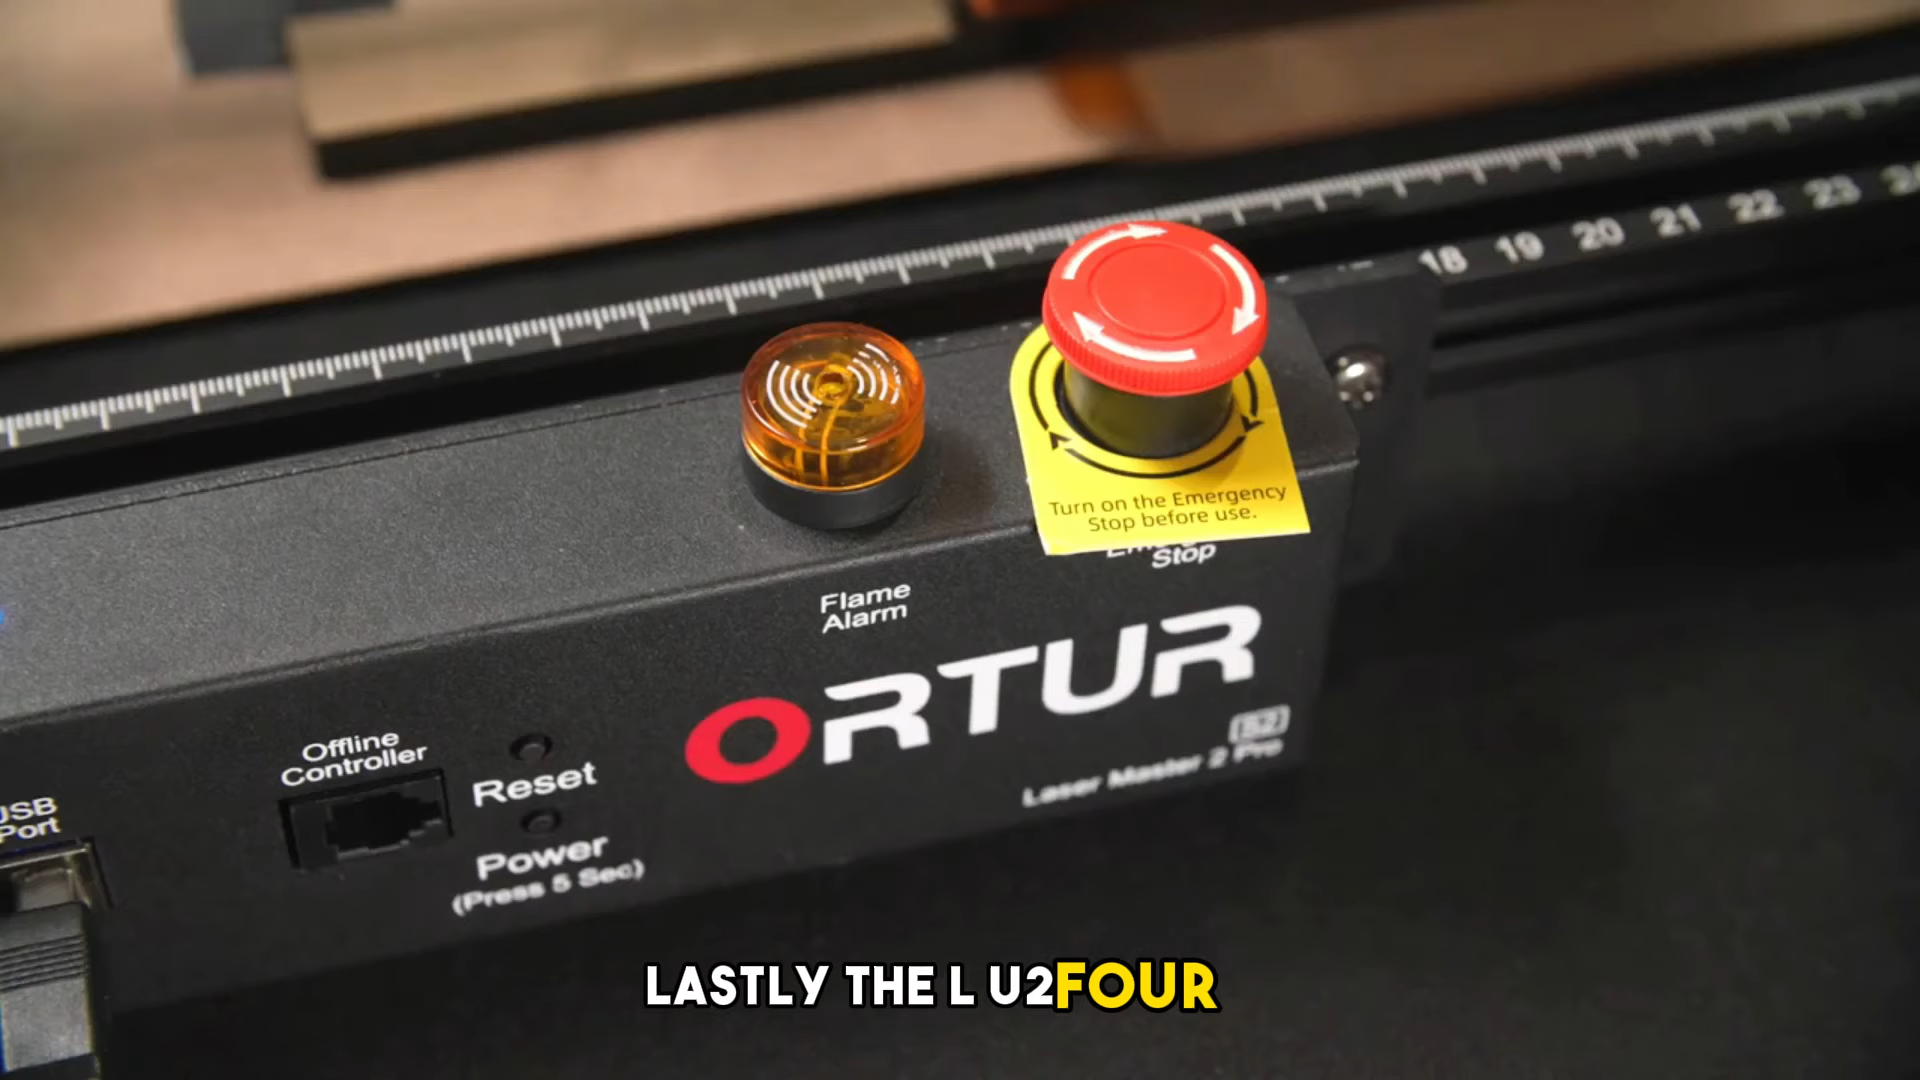 18 19 20 21 22 23
Turn on the Emergency
Stop before use.
Stop
Flame
Alarm
ORTUR
S2
Laser Master 2 Pro
Offline
Controller
Reset
Power
(Press 5 Sec)
USB
Port
LASTLY THE L U2FOUR